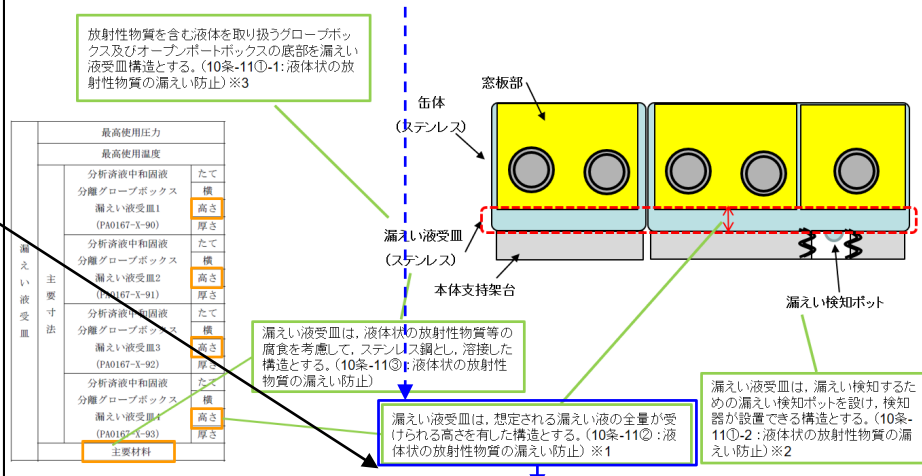 放射性物質を含む液体を取り扱うグローブボッ
クス及びオープンポートボックスの底部を漏えい
液受皿構造とする。(10条-11①-1:液体状の放
射性物質の漏えい防止)※3
窓板部
缶体
(ステンレス)
漏えい液受皿
(ステンレス)
本体支持架台
漏えい検知ポット
最高使用圧力
最高使用温度
漏えい液受皿
主要寸法
分析済液中和固液
分離グローブボックス
漏えい液受皿1
(PA0167-X-90)
たて
横
高さ
厚さ
分析済液中和固液
分離グローブボックス
漏えい液受皿2
(PA0167-X-91)
たて
横
高さ
厚さ
分析済液中和固液
分離グローブボックス
漏えい液受皿3
(PA0167-X-92)
たて
横
高さ
厚さ
分析済液中和固液
分離グローブボックス
漏えい液受皿4
(PA0167-X-93)
たて
横
高さ
厚さ
主要材料
漏えい液受皿は,液体状の放射性物質等の
腐食を考慮して,ステンレス鋼とし,溶接した
構造とする。(10条-11③:液体状の放射性
物質の漏えい防止)
漏えい液受皿は,想定される漏えい液の全量が受
けられる高さを有した構造とする。(10条-11②:液
体状の放射性物質の漏えい防止)※1
漏えい液受皿は,漏えい検知するた
めの漏えい検知ポットを設け,検知
器が設置できる構造とする。(10条-
11①-2:液体状の放射性物質の漏
えい防止)※2